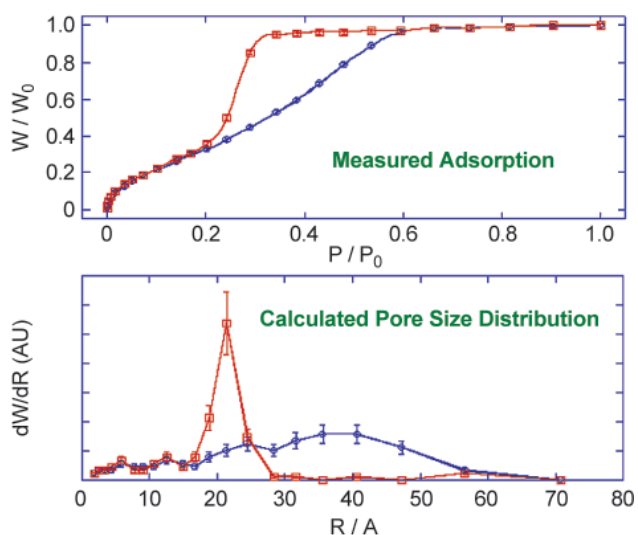 1.0
0.8
0.6
0.4
0.2
0
W / W₀
Measured Adsorption
0 0.2 0.4 0.6 0.8 1.0
P / P₀
dW/dR (AU)
Calculated Pore Size Distribution
0 10 20 30 40 50 60 70 80
R / A